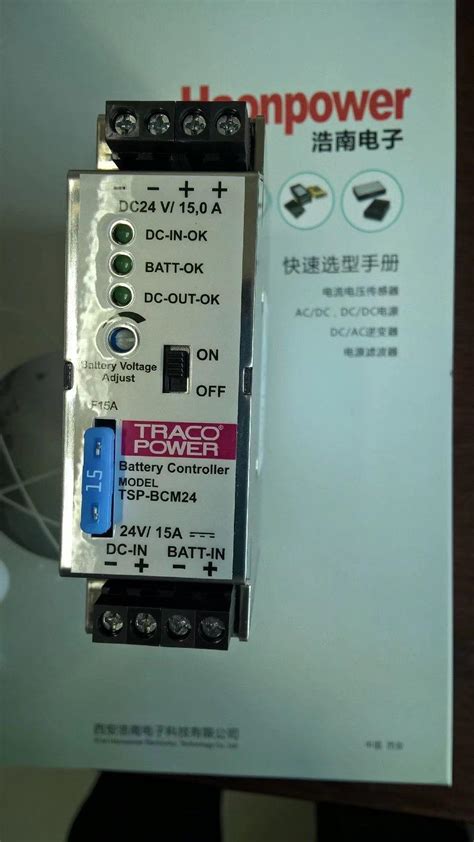 浩南电子
快速选型手册
电流电压传感器
AC/DC、DC/DC电源
DC/AC逆变器
电源滤波器
− − + +
DC24 V/ 15,0 A
DC-IN-OK
BATT-OK
DC-OUT-OK
Battery Voltage
Adjust
ON
OFF
F15A
15
TRACO
POWER
Battery Controller
MODEL
TSP-BCM24
24V/ 15A
DC-IN BATT-IN
− + − +
西安浩南电子科技有限公司
中国 西安